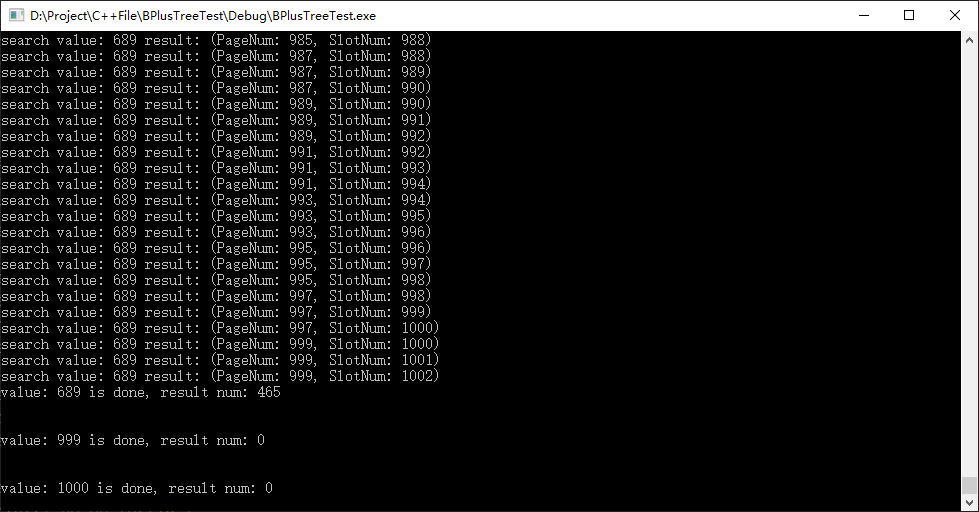 D:\Project\C++File\BPlusTreeTest\Debug\BPlusTreeTest.exe
search value: 689 result: (PageNum: 985, SlotNum: 988)
search value: 689 result: (PageNum: 987, SlotNum: 988)
search value: 689 result: (PageNum: 987, SlotNum: 989)
search value: 689 result: (PageNum: 987, SlotNum: 990)
search value: 689 result: (PageNum: 989, SlotNum: 990)
search value: 689 result: (PageNum: 989, SlotNum: 991)
search value: 689 result: (PageNum: 989, SlotNum: 992)
search value: 689 result: (PageNum: 991, SlotNum: 992)
search value: 689 result: (PageNum: 991, SlotNum: 993)
search value: 689 result: (PageNum: 991, SlotNum: 994)
search value: 689 result: (PageNum: 993, SlotNum: 994)
search value: 689 result: (PageNum: 993, SlotNum: 995)
search value: 689 result: (PageNum: 993, SlotNum: 996)
search value: 689 result: (PageNum: 995, SlotNum: 996)
search value: 689 result: (PageNum: 995, SlotNum: 997)
search value: 689 result: (PageNum: 995, SlotNum: 998)
search value: 689 result: (PageNum: 997, SlotNum: 998)
search value: 689 result: (PageNum: 997, SlotNum: 999)
search value: 689 result: (PageNum: 997, SlotNum: 1000)
search value: 689 result: (PageNum: 999, SlotNum: 1000)
search value: 689 result: (PageNum: 999, SlotNum: 1001)
search value: 689 result: (PageNum: 999, SlotNum: 1002)
value: 689 is done, result num: 465
value: 999 is done, result num: 0
value: 1000 is done, result num: 0